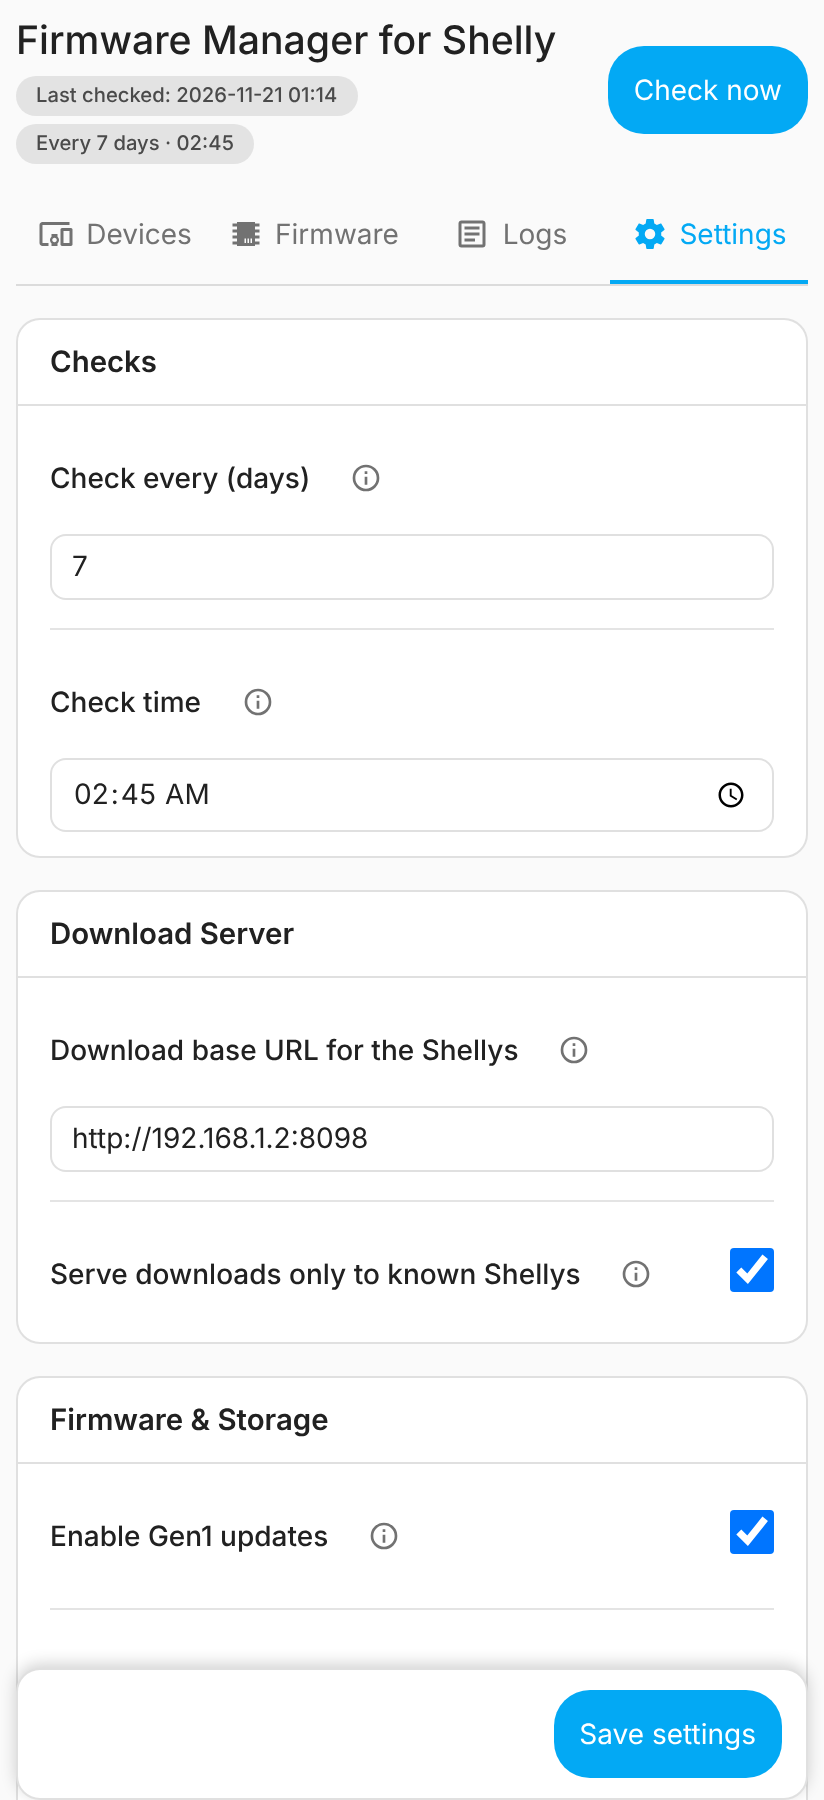 Firmware Manager for Shelly
Last checked: 2026-11-21 01:14
Every 7 days · 02:45
Check now
Devices
Firmware
Logs
Settings
Checks
Check every (days)
7
Check time
02:45 AM
Download Server
Download base URL for the Shellys
http://192.168.1.2:8098
Serve downloads only to known Shellys
Firmware & Storage
Enable Gen1 updates
Save settings